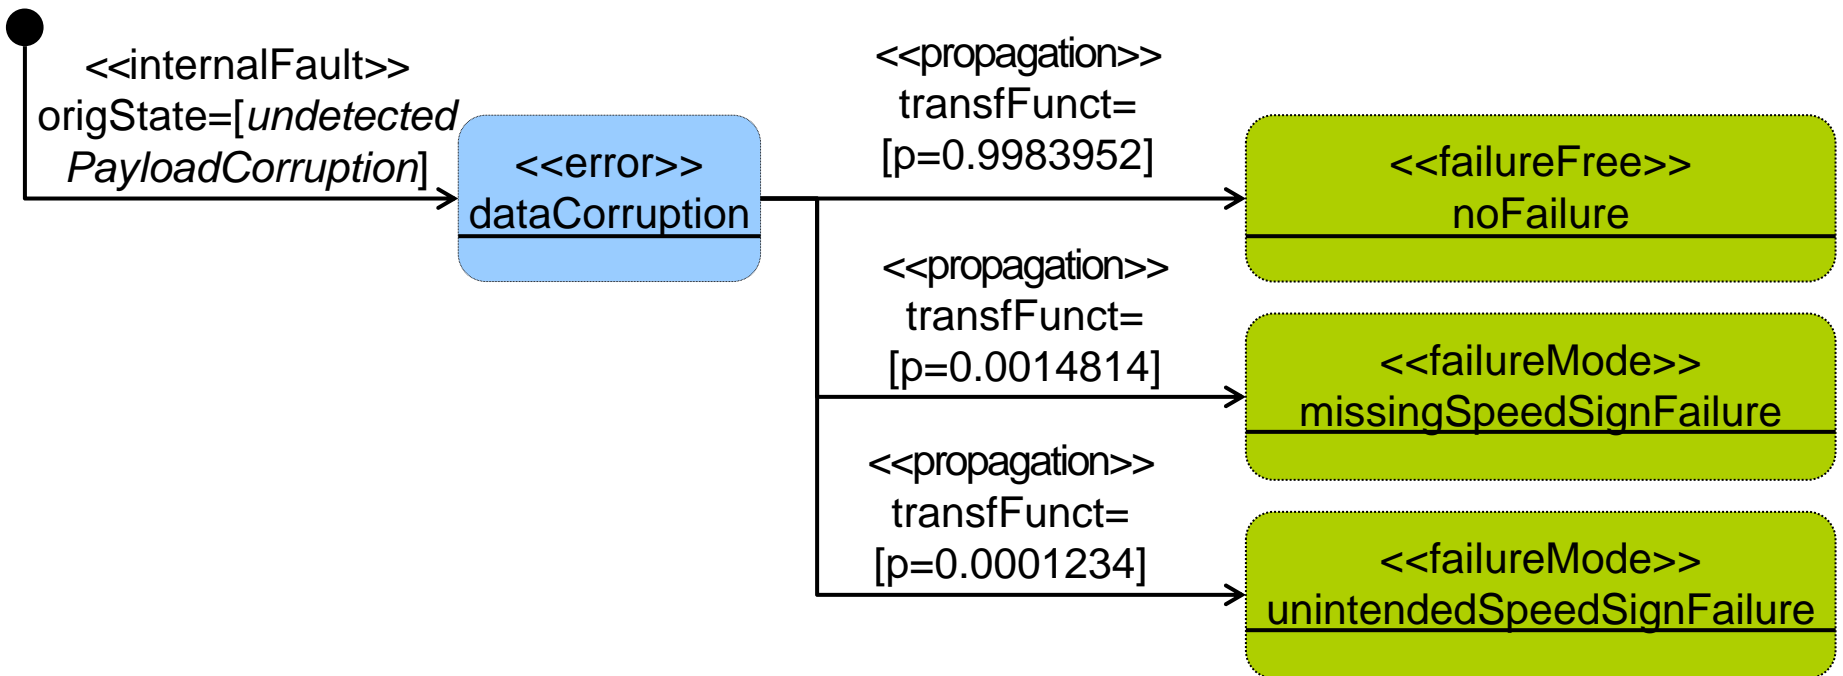 <<internalFault>>
origState=[undetected
PayloadCorruption]
<<error>>
dataCorruption
<<propagation>>
transfFunct=
[p=0.9983952]
<<failureFree>>
noFailure
<<propagation>>
transfFunct=
[p=0.0014814]
<<failureMode>>
missingSpeedSignFailure
<<propagation>>
transfFunct=
[p=0.0001234]
<<failureMode>>
unintendedSpeedSignFailure